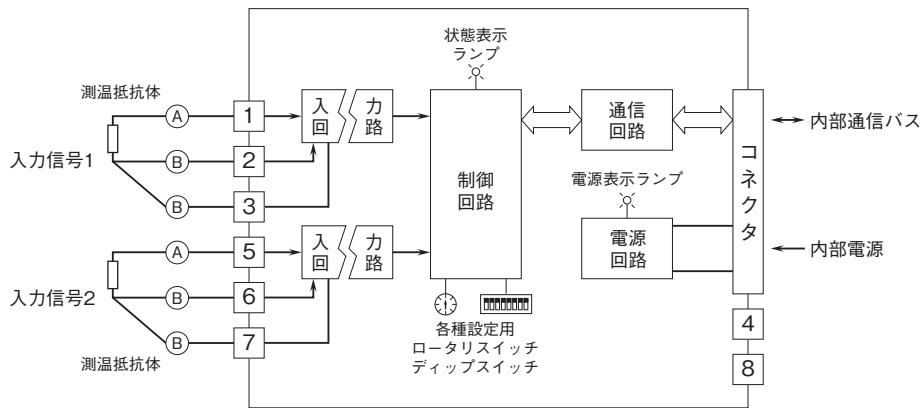 状態表示
ランプ
測温抵抗体
入力信号1
A
B
B
1
2
3
入 力
回 路
制御
回路
通信
回路
コネクタ
内部通信バス
電源表示ランプ
電源
回路
内部電源
入力信号2
A
B
B
測温抵抗体
5
6
7
入 力
回 路
各種設定用
ロータリスイッチ
ディップスイッチ
4
8